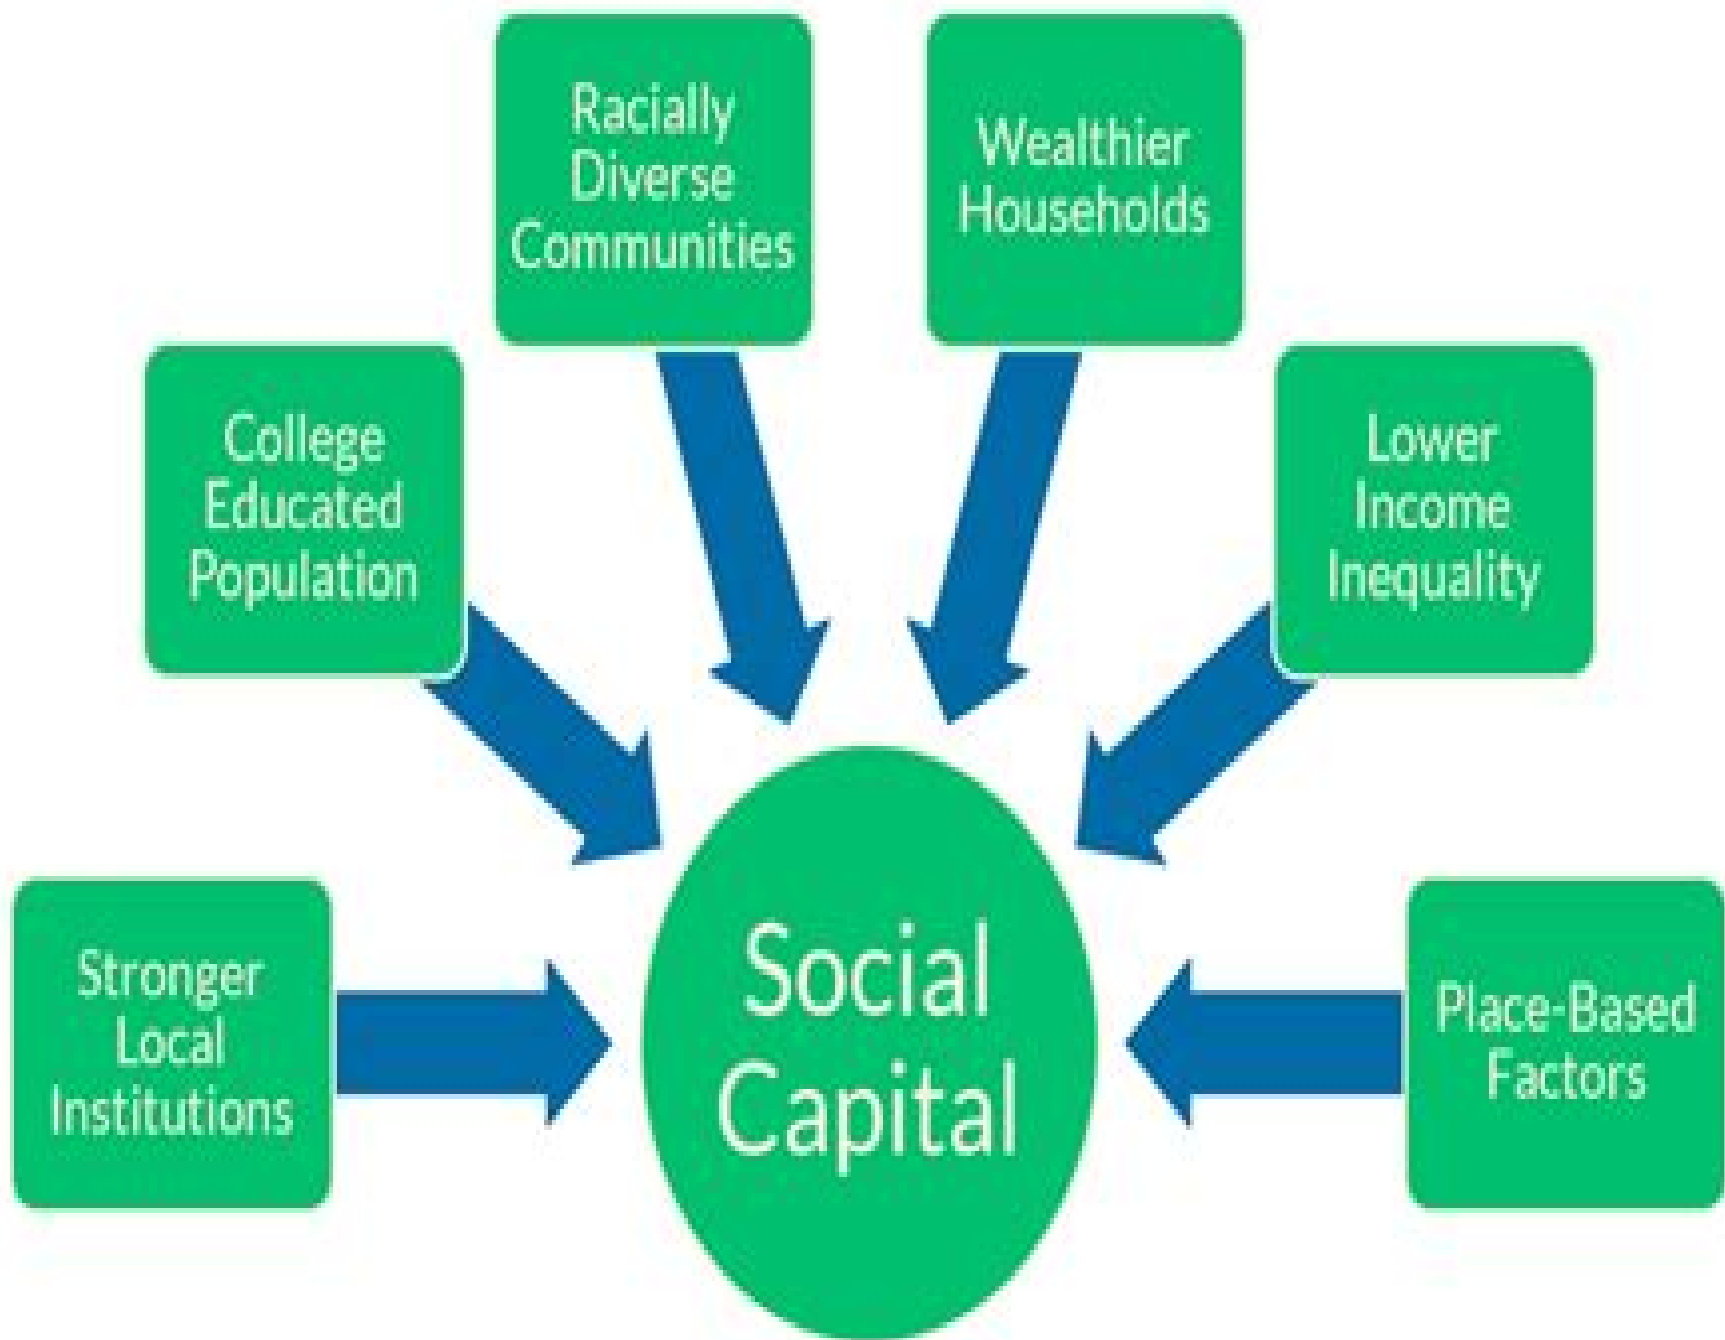 Racially
Diverse
Communities
Wealthier
Households
College
Educated
Population
Lower
Income
Inequality
Stronger
Local
Institutions
Social
Capital
Place-Based
Factors